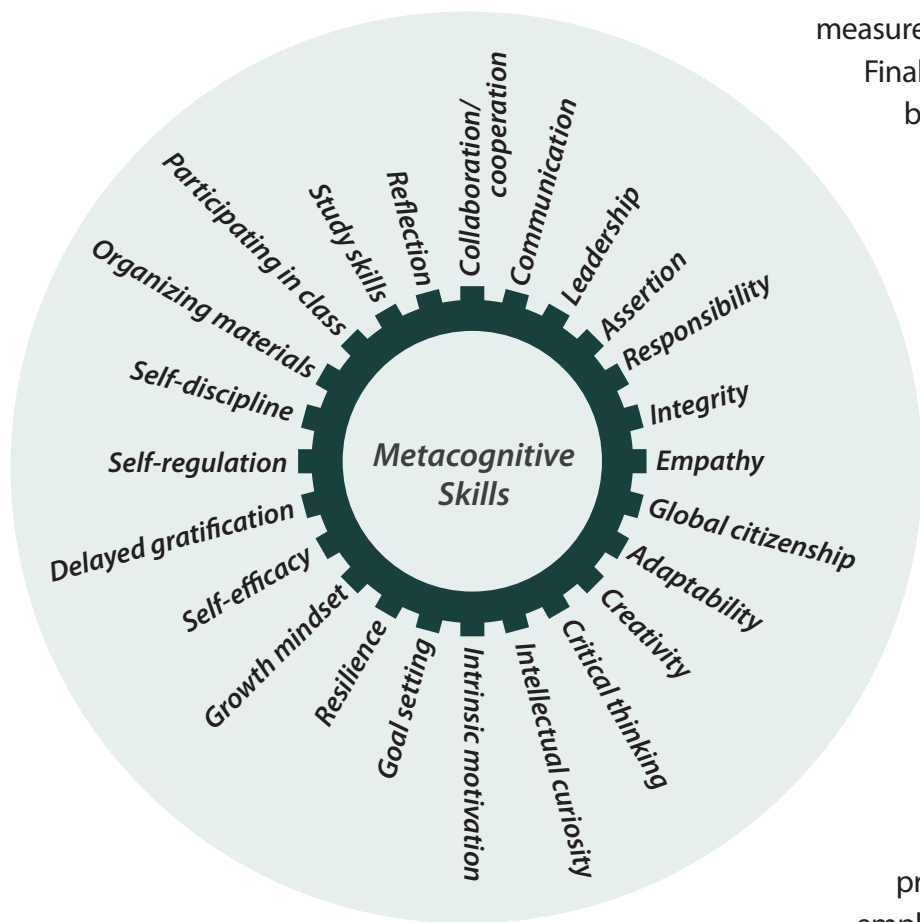 measure
Final
b
Collaboration/
cooperation
Communication
Leadership
Assertion
Responsibility
Integrity
Empathy
Global citizenship
Adaptability
Creativity
Critical thinking
Intellectual curiosity
Intrinsic motivation
Goal setting
Resilience
Growth mindset
Self-efficacy
Delayed gratification
Self-regulation
Self-discipline
Organizing materials
Participating in class
Study skills
Reflection
Metacognitive
Skills
pr